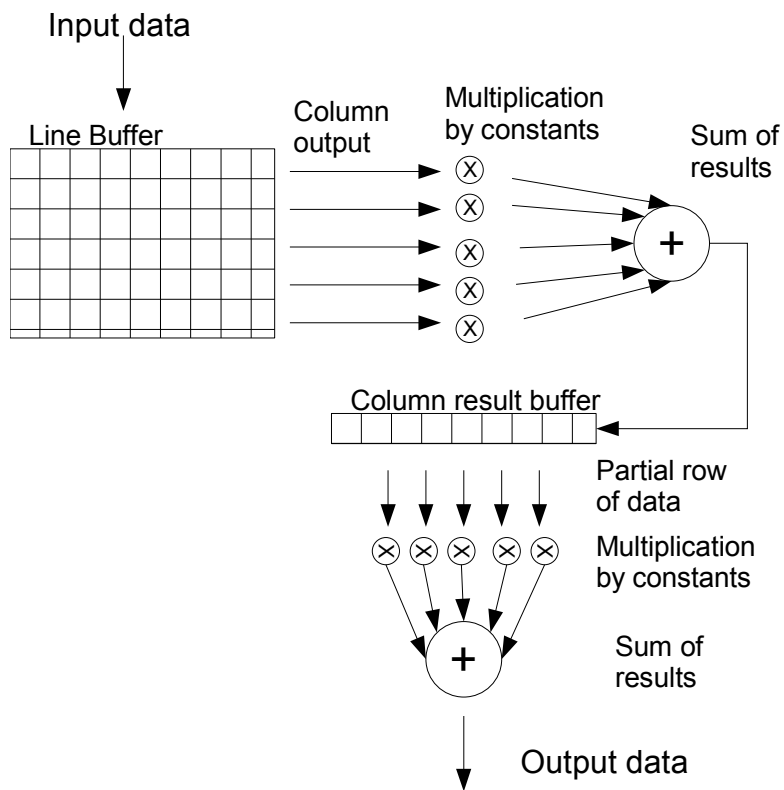 Input data
Line Buffer
Column
output
Multiplication
by constants
Sum of
results
X
X
X
X
X
+
Column result buffer
Partial row
of data
X
X
X
X
X
Multiplication
by constants
+
Sum of
results
Output data